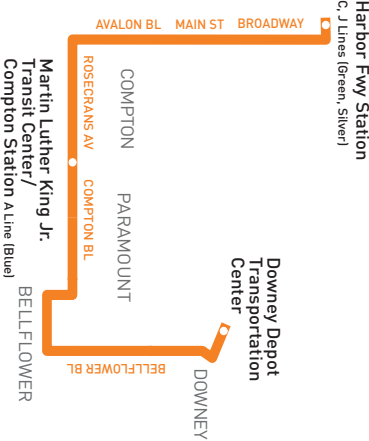 Harbor Fwy Station
C, J Lines (Green, Silver)
BROADWAY
MAIN ST
AVALON BL
ROSECRANS AV
COMPTON
Martin Luther King Jr.
Transit Center/
Compton Station A Line (Blue)
COMPTON BL
PARAMOUNT
BELLFLOWER
BELLFLOWER BL
DOWNEY
Downey Depot
Transportation
Center